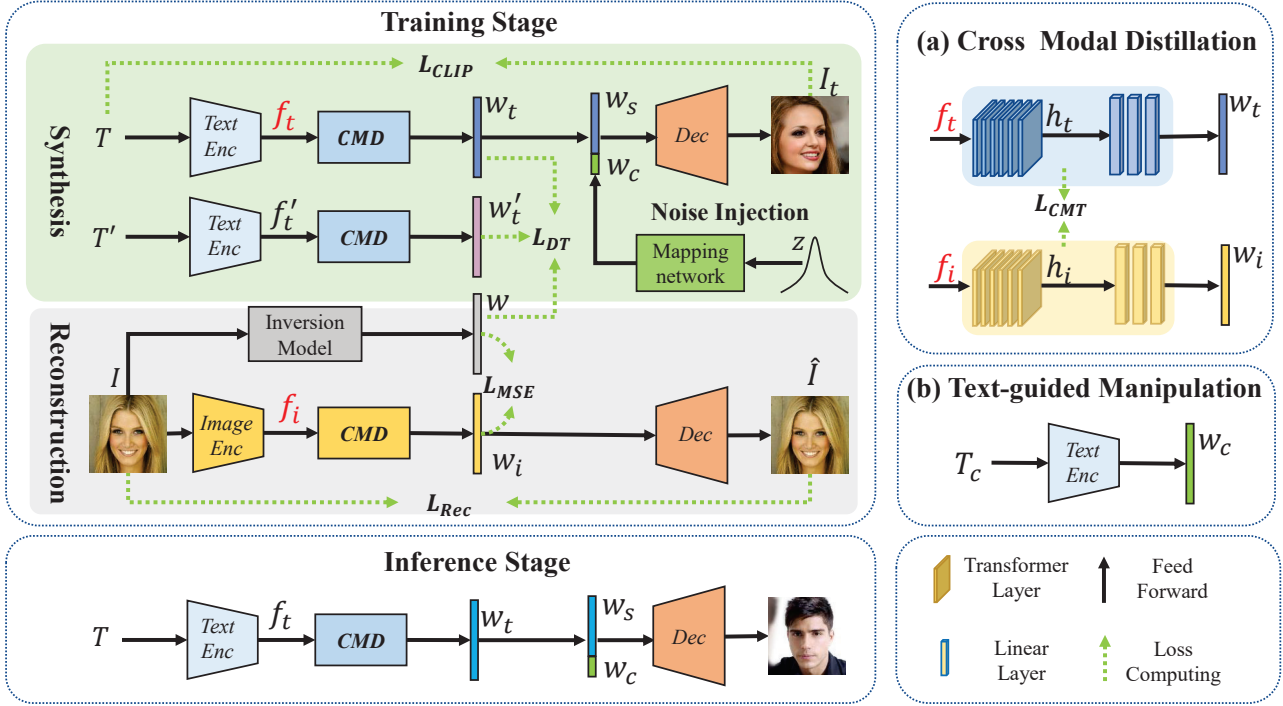 Training Stage
Synthesis
L_CLIP
T
Text
Enc
f_t
CMD
w_t
w_s
w_c
Dec
I_t
T′
Text
Enc
f_t′
CMD
w_t′
L_DT
Noise Injection
Mapping
network
z
Reconstruction
I
Inversion
Model
w
L_MSE
Image
Enc
f_i
CMD
w_i
Dec
Î
L_Rec
Inference Stage
T
Text
Enc
f_t
CMD
w_t
w_s
w_c
Dec
(a) Cross Modal Distillation
f_t
h_t
w_t
L_CMT
f_i
h_i
w_i
(b) Text-guided Manipulation
T_c
Text
Enc
w_c
Transformer
Layer
Feed
Forward
Linear
Layer
Loss
Computing